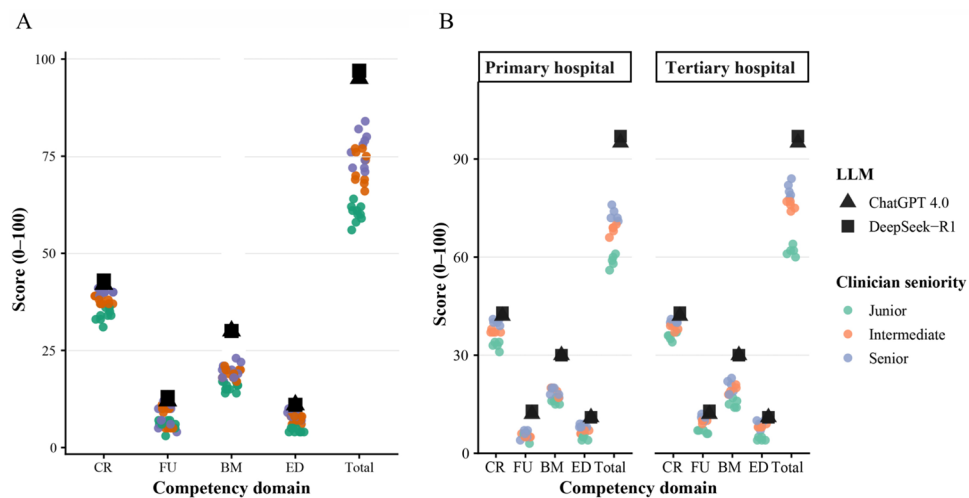 A
100
75
50
25
0
Score (0–100)
CR FU BM ED Total
Competency domain
B
Primary hospital Tertiary hospital
90
60
30
0
Score (0–100)
CR FU BM ED Total CR FU BM ED Total
Competency domain
LLM
ChatGPT 4.0
DeepSeek−R1
Clinician seniority
Junior
Intermediate
Senior